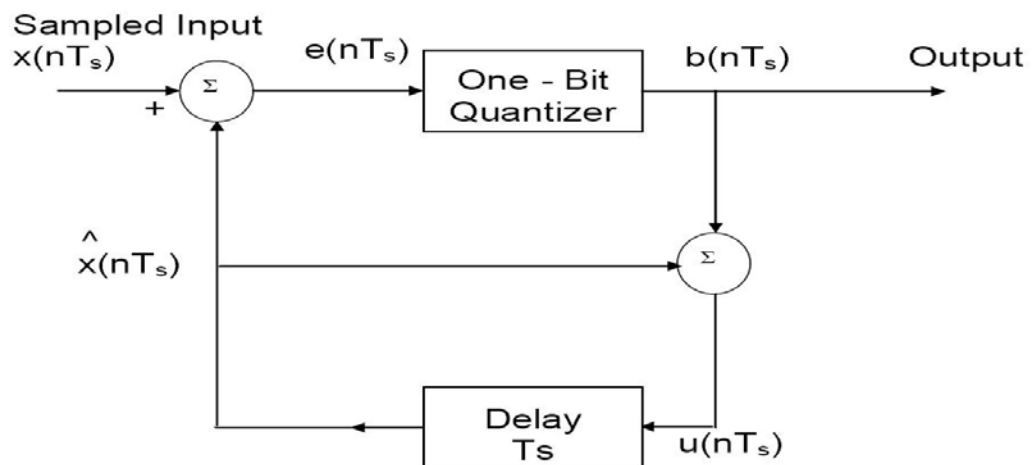 Sampled Input
x(nTₛ)
+
Σ
e(nTₛ)
One - Bit
Quantizer
b(nTₛ)
Output
^
x(nTₛ)
Σ
Delay
Ts
u(nTₛ)